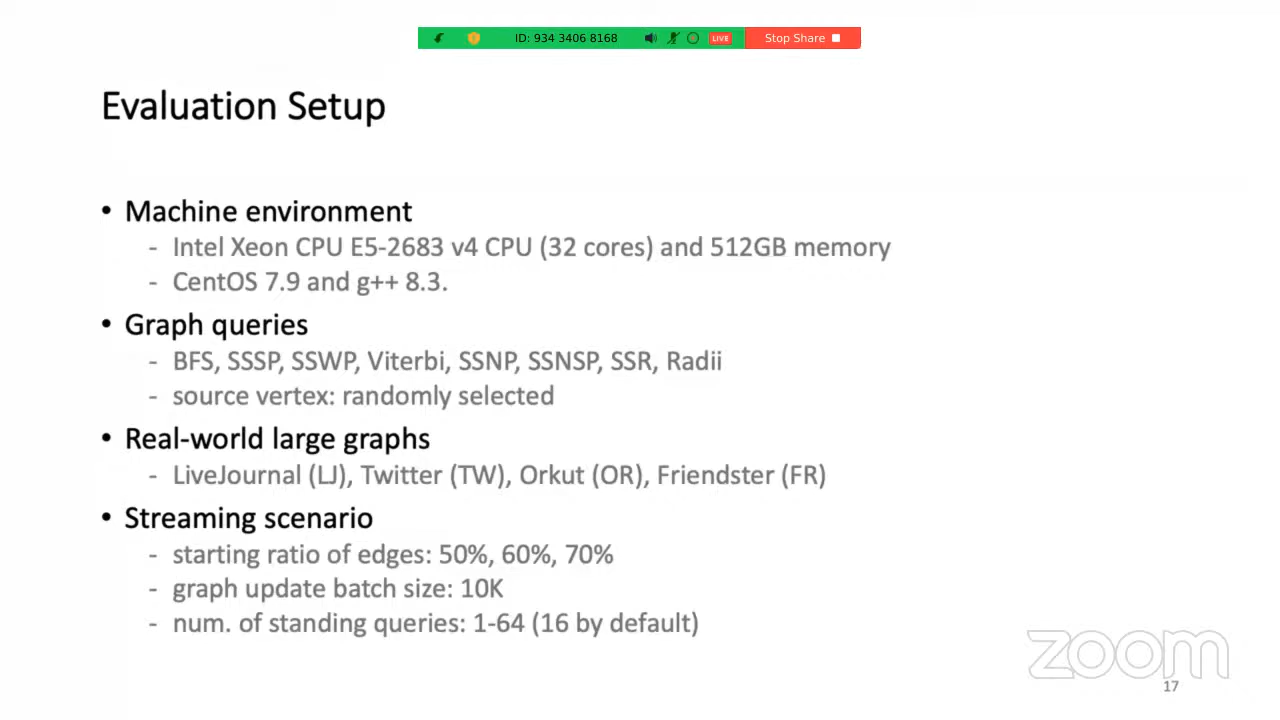 ID: 934 3406 8168 LIVE Stop Share
Evaluation Setup
• Machine environment
- Intel Xeon CPU E5-2683 v4 CPU (32 cores) and 512GB memory
- CentOS 7.9 and g++ 8.3.
• Graph queries
- BFS, SSSP, SSWP, Viterbi, SSNP, SSNSP, SSR, Radii
- source vertex: randomly selected
• Real-world large graphs
- LiveJournal (LJ), Twitter (TW), Orkut (OR), Friendster (FR)
• Streaming scenario
- starting ratio of edges: 50%, 60%, 70%
- graph update batch size: 10K
- num. of standing queries: 1-64 (16 by default)
zoom
17